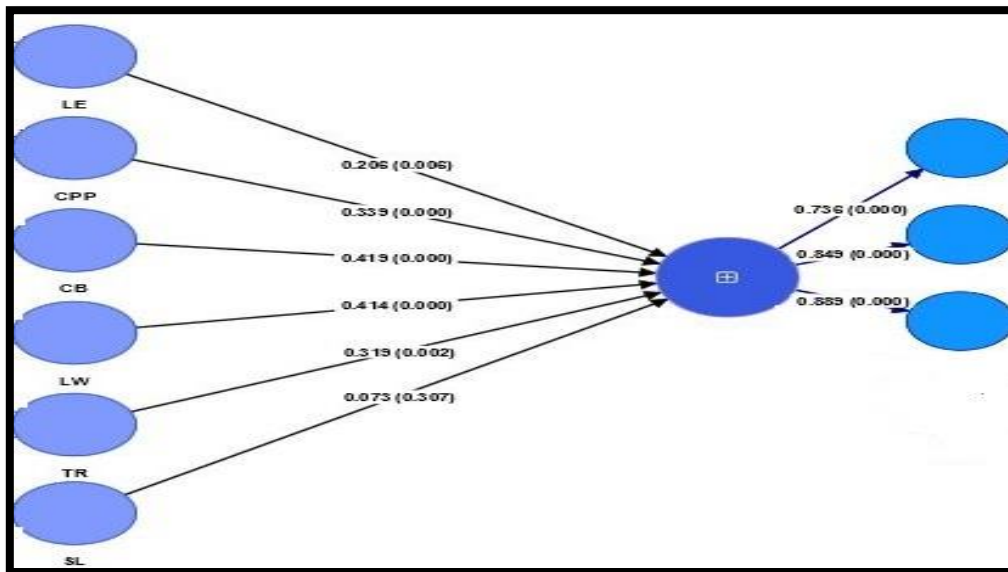 LE
0.206 (0.006)
CPP
0.339 (0.000)
0.736 (0.000)
CB
0.419 (0.000)
0.849 (0.000)
LW
0.414 (0.000)
0.889 (0.000)
0.319 (0.002)
TR
0.073 (0.307)
SL